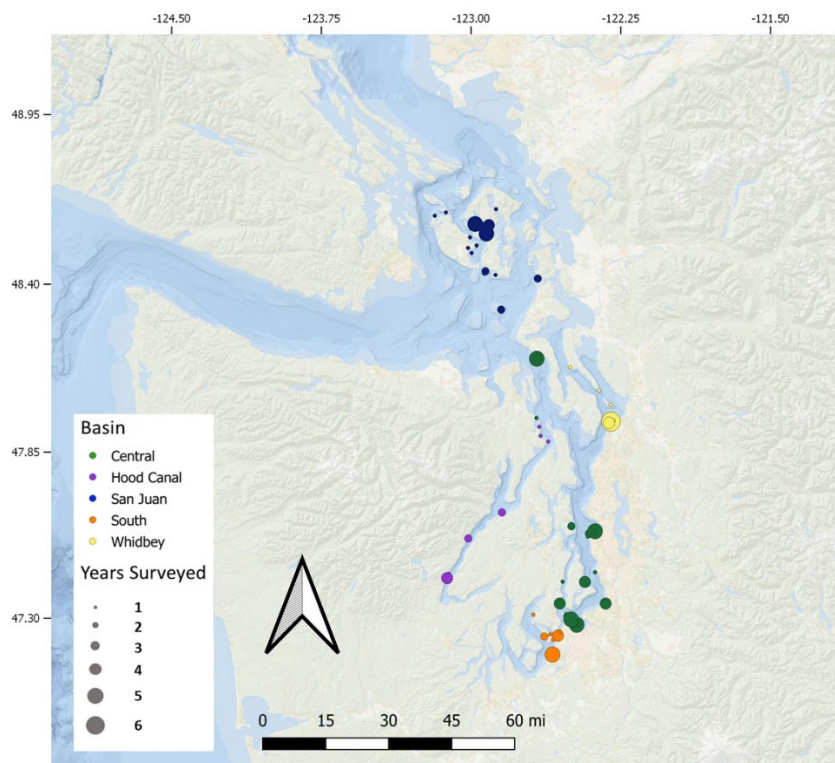 -124.50 -123.75 -123.00 -122.25 -121.50
48.95
48.40
47.85
47.30
Basin
Central
Hood Canal
San Juan
South
Whidbey
Years Surveyed
1
2
3
4
5
6
0 15 30 45 60 mi